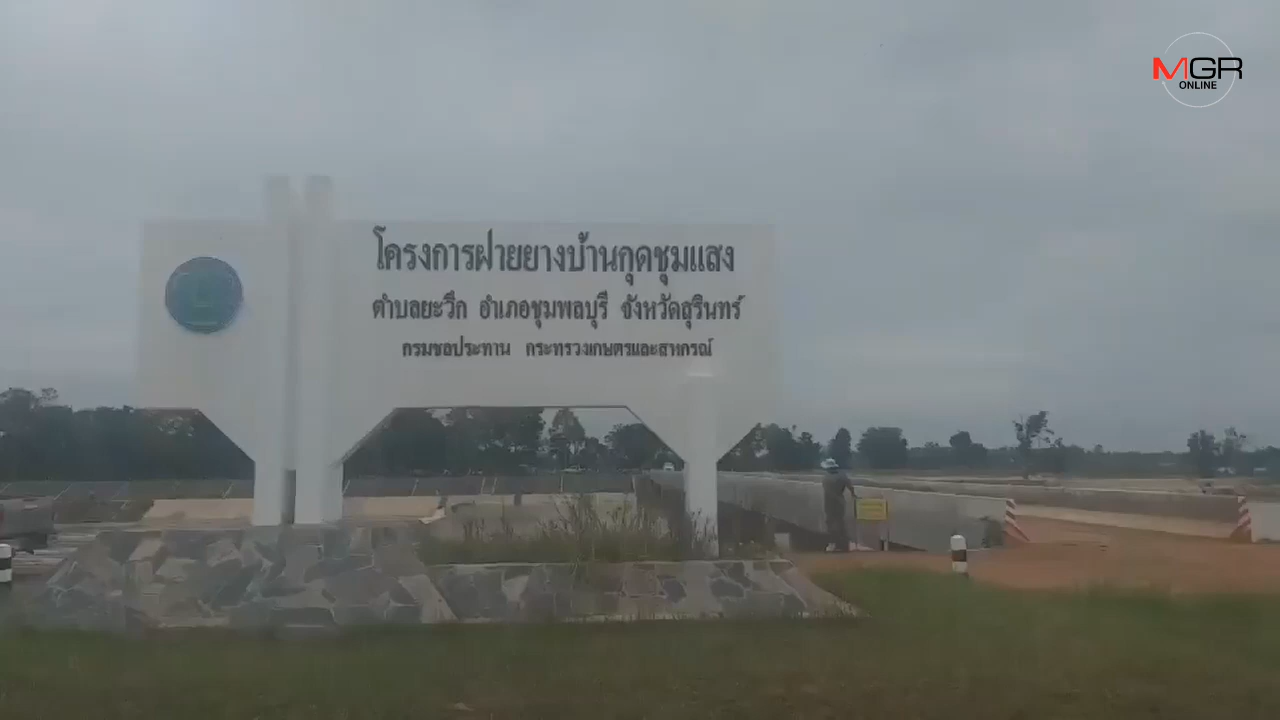 MGR
ONLINE
โครงการฝายยางบ้านกุดชุมแสง
ตำบลยะวึก อำเภอชุมพลบุรี จังหวัดสุรินทร์
กรมชลประทาน กระทรวงเกษตรและสหกรณ์